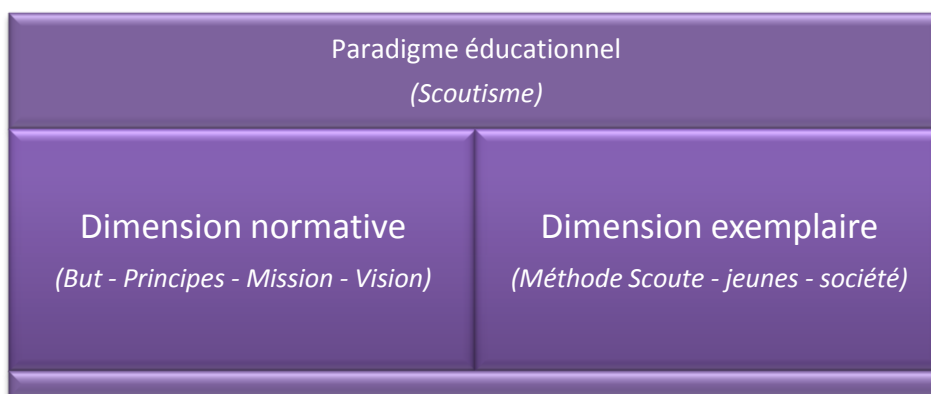 Paradigme éducationnel
(Scoutisme)
Dimension normative
(But - Principes - Mission - Vision)
Dimension exemplaire
(Méthode Scoute - jeunes - société)